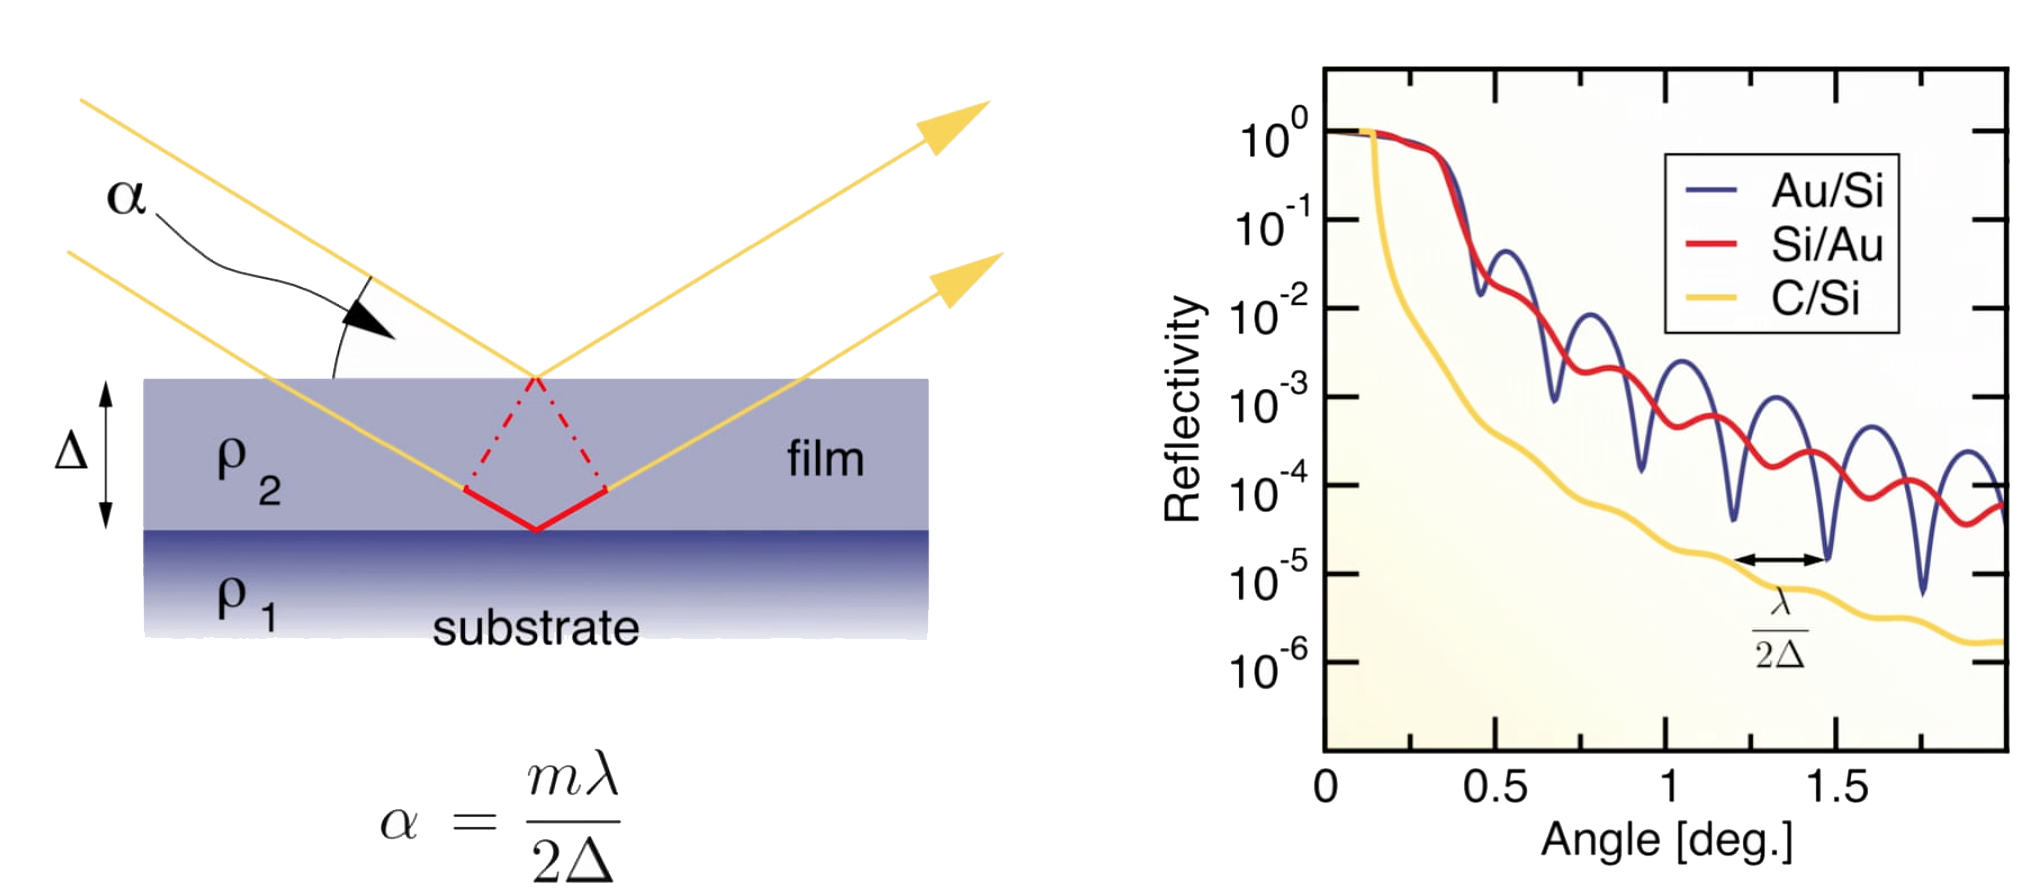 α
Δ
ρ 2
film
ρ 1
substrate
α = mλ / 2Δ
10^0
10^-1
10^-2
10^-3
10^-4
10^-5
10^-6
Reflectivity
Au/Si
Si/Au
C/Si
λ / 2Δ
0 0.5 1 1.5
Angle [deg.]